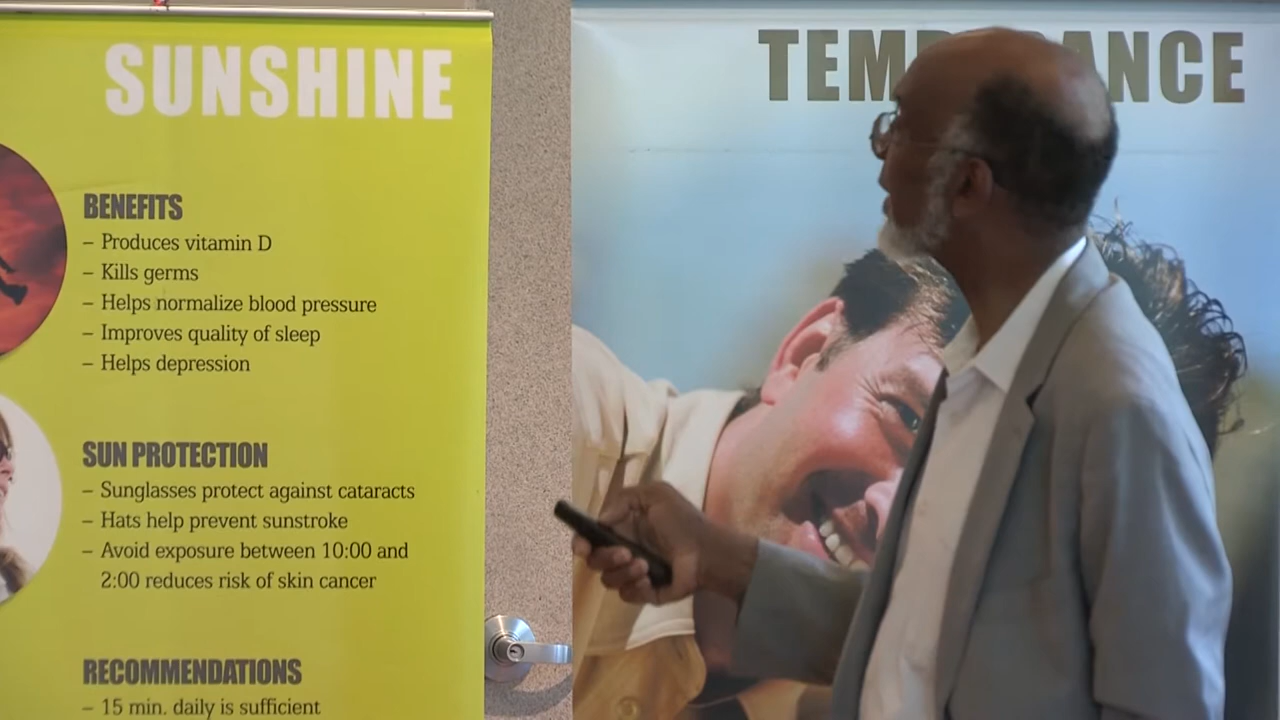 SUNSHINE
BENEFITS
– Produces vitamin D
– Kills germs
– Helps normalize blood pressure
– Improves quality of sleep
– Helps depression
SUN PROTECTION
– Sunglasses protect against cataracts
– Hats help prevent sunstroke
– Avoid exposure between 10:00 and
2:00 reduces risk of skin cancer
RECOMMENDATIONS
– 15 min. daily is sufficient